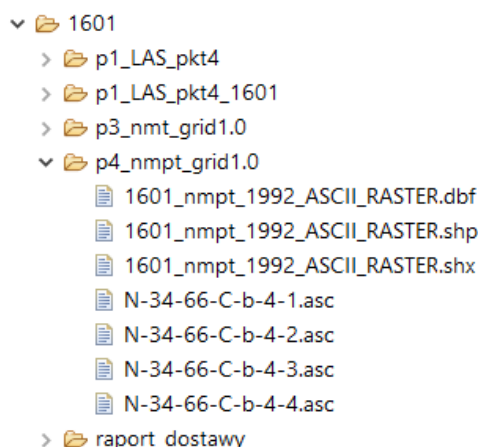 1601
p1_LAS_pkt4
p1_LAS_pkt4_1601
p3_nmt_grid1.0
p4_nmpt_grid1.0
1601_nmpt_1992_ASCII_RASTER.dbf
1601_nmpt_1992_ASCII_RASTER.shp
1601_nmpt_1992_ASCII_RASTER.shx
N-34-66-C-b-4-1.asc
N-34-66-C-b-4-2.asc
N-34-66-C-b-4-3.asc
N-34-66-C-b-4-4.asc
raport_dostawy